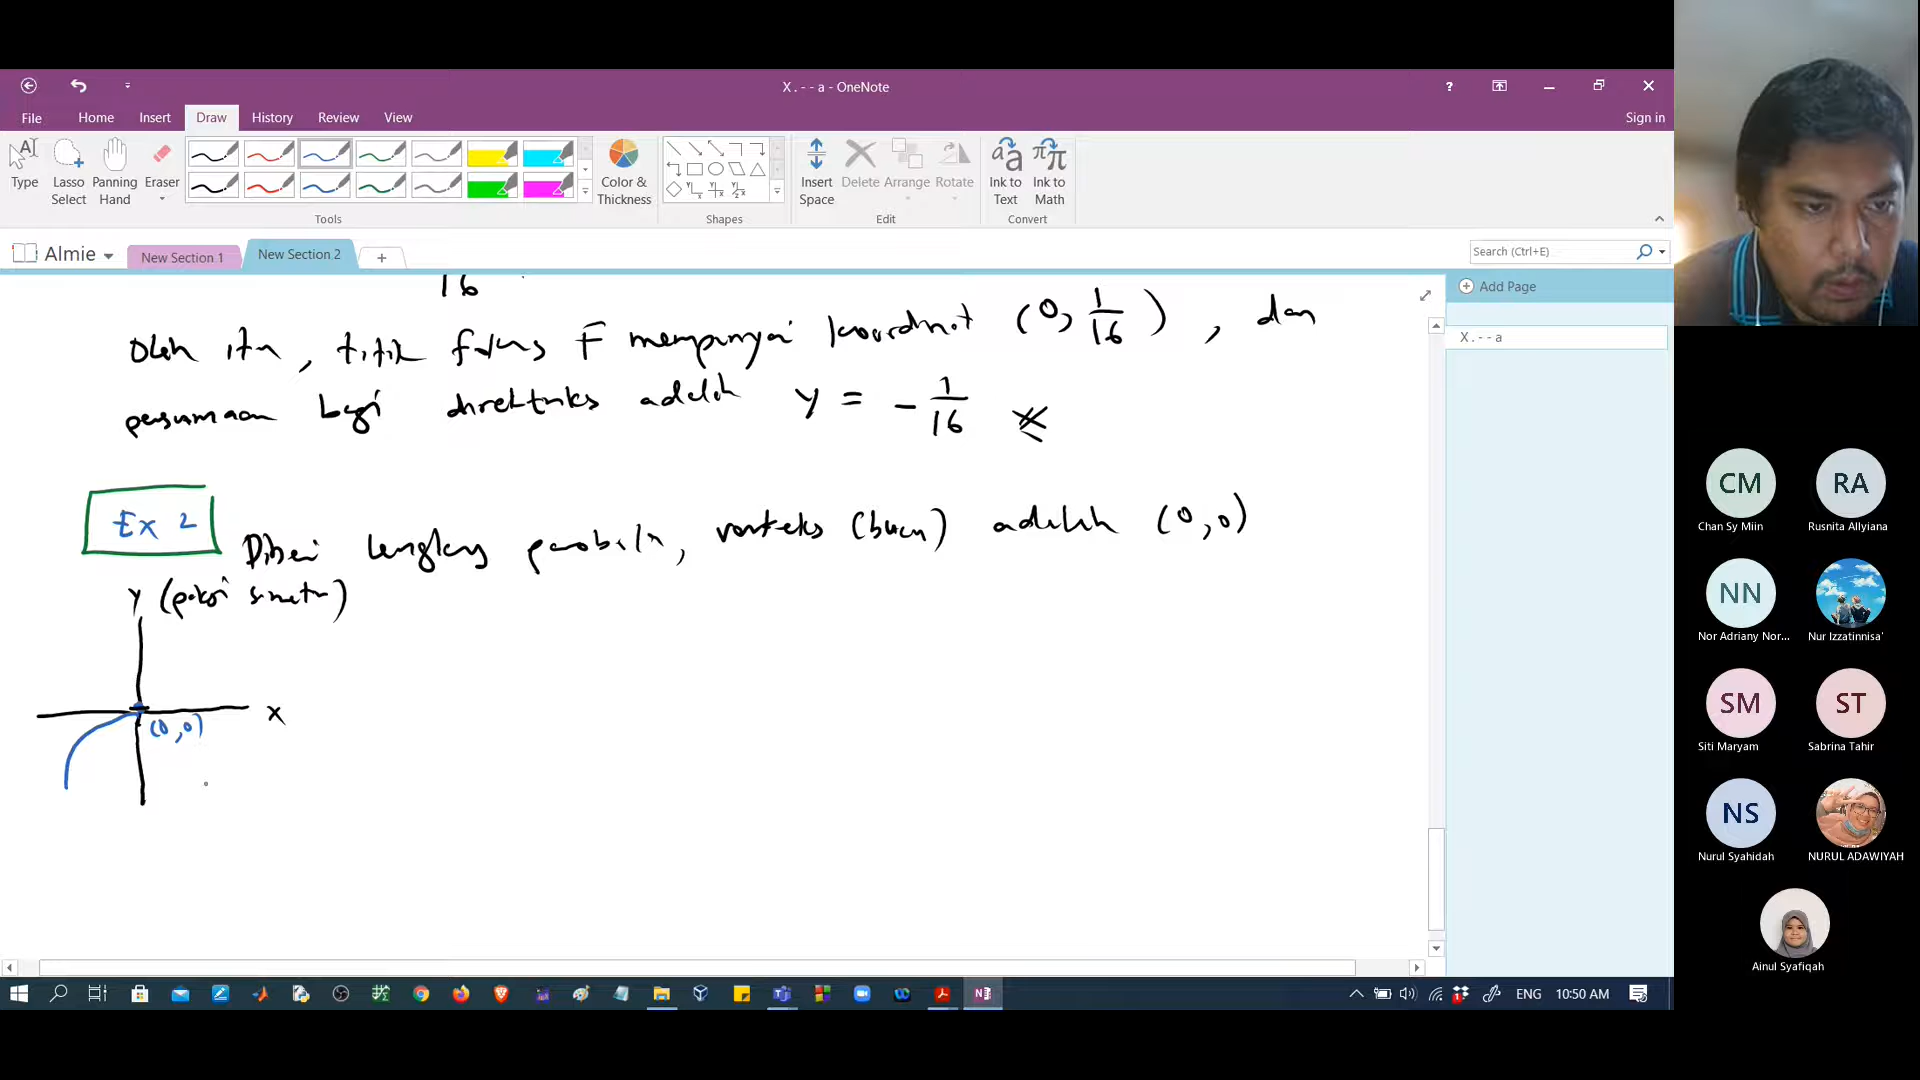 X . - - a - OneNote
?
File
Home
Insert
Draw
History
Review
View
Sign in
Type
Lasso Select
Panning Hand
Eraser
Color & Thickness
Insert Space
Delete
Arrange
Rotate
Ink to Text
Ink to Math
Tools
Shapes
Edit
Convert
Almie
New Section 1
New Section 2
Search (Ctrl+E)
Add Page
X . - - a
16
Oleh itu, titik fokus F mempunyai koordinat (0, 1/16), dan
persamaan bagi direktriks adalah y = - 1/16
Ex 2
Diberi lengkung parabola, verteks (bucu) adalah (0,0)
y (paksi simetri)
x
(0,0)
CM
RA
Chan Sy Miin
Rusnita Allyiana
NN
Nor Adriany Nor...
Nur Izzatinnisa'
SM
ST
Siti Maryam
Sabrina Tahir
NS
Nurul Syahidah
NURUL ADAWIYAH
Ainul Syafiqah
ENG
10:50 AM